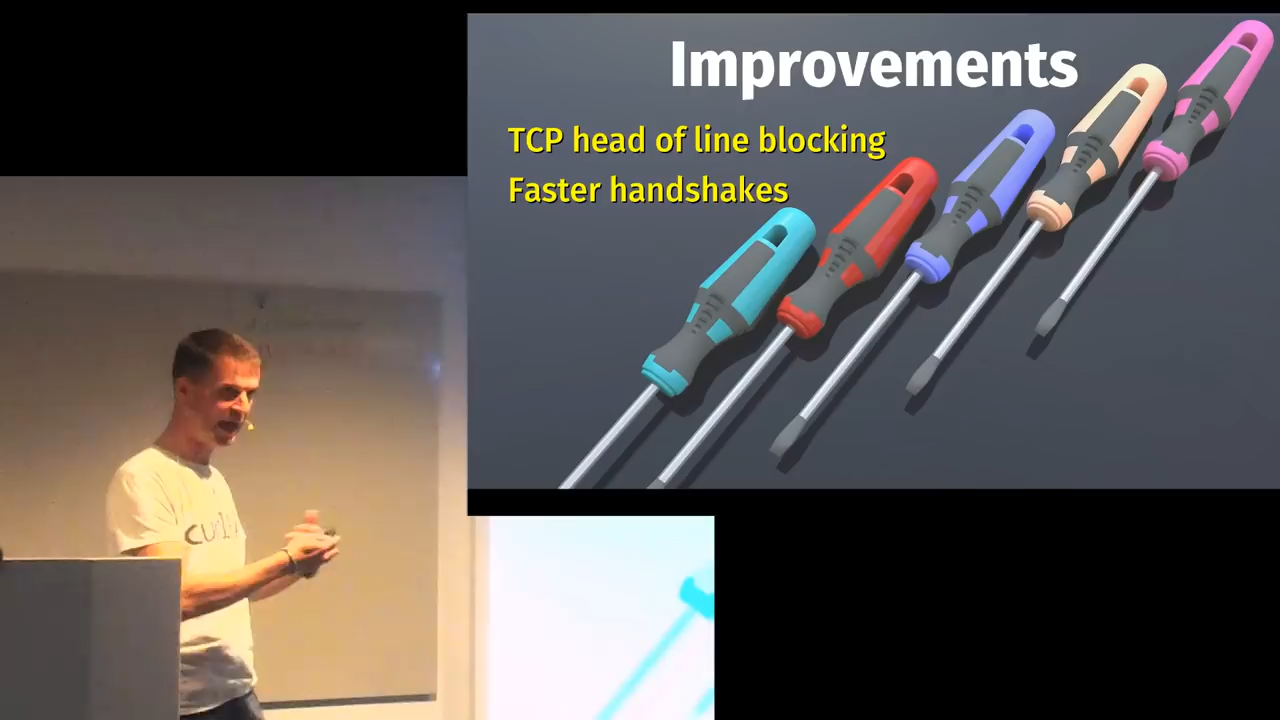 Improvements
TCP head of line blocking
Faster handshakes